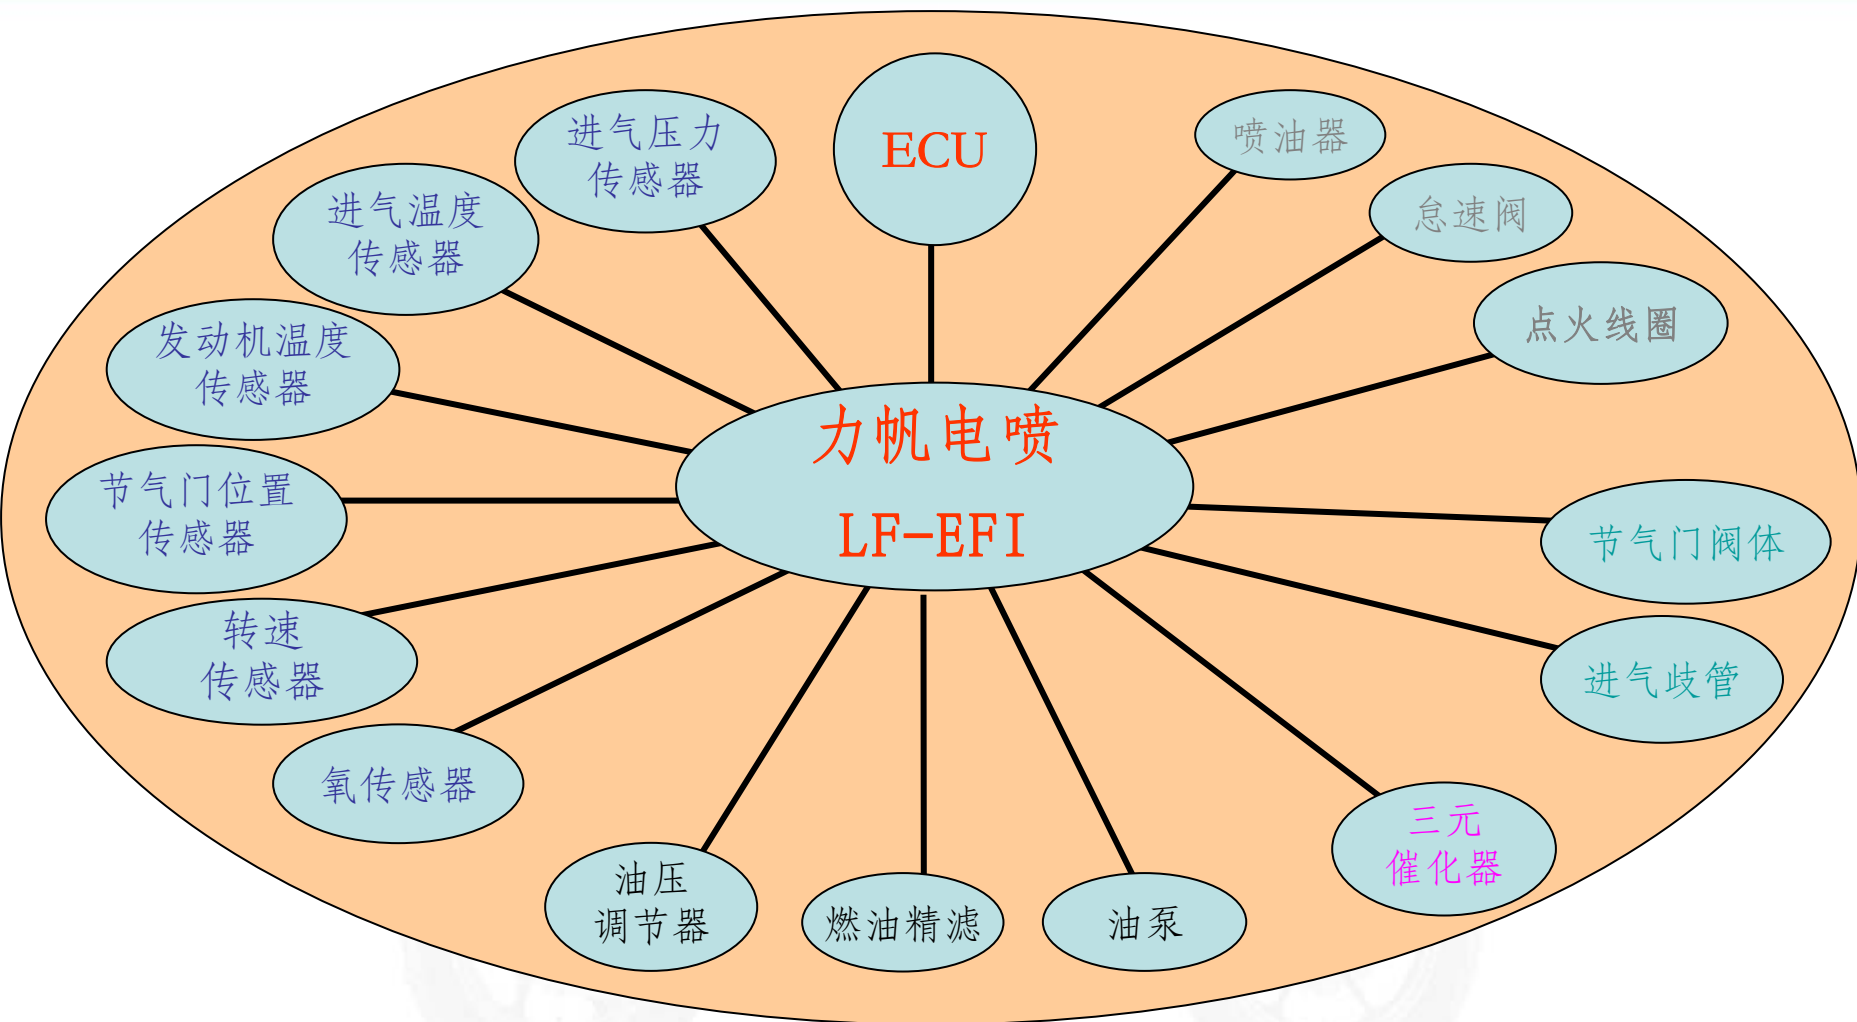 ECU
进气压力
传感器
喷油器
进气温度
传感器
怠速阀
发动机温度
传感器
点火线圈
力帆电喷
LF-EFI
节气门位置
传感器
节气门阀体
转速
传感器
进气歧管
氧传感器
三元
催化器
油压
调节器
燃油精滤
油泵